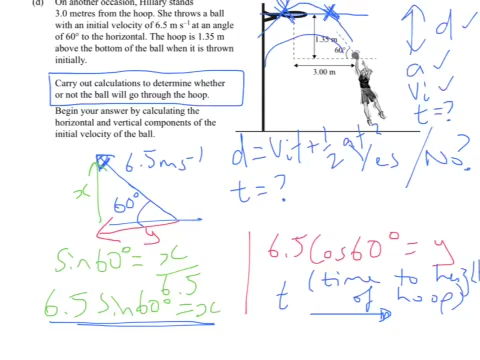 (d) On another occasion, Hillary stands
3.0 metres from the hoop. She throws a ball
with an initial velocity of 6.5 m s⁻¹ at an angle
of 60° to the horizontal. The hoop is 1.35 m
above the bottom of the ball when it is thrown
initially.
Carry out calculations to determine whether
or not the ball will go through the hoop.
Begin your answer by calculating the
horizontal and vertical components of the
initial velocity of the ball.
1.35 m
60°
3.00 m
d ✓
a ✓
Vi ✓
t=?
d=Vit+½at²
Yes/No?
t=?
6.5ms⁻¹
x
60°
y
Sin60°=x/6.5
6.5Sin60°=x
6.5Cos60°=y
t (time to
of hoop)